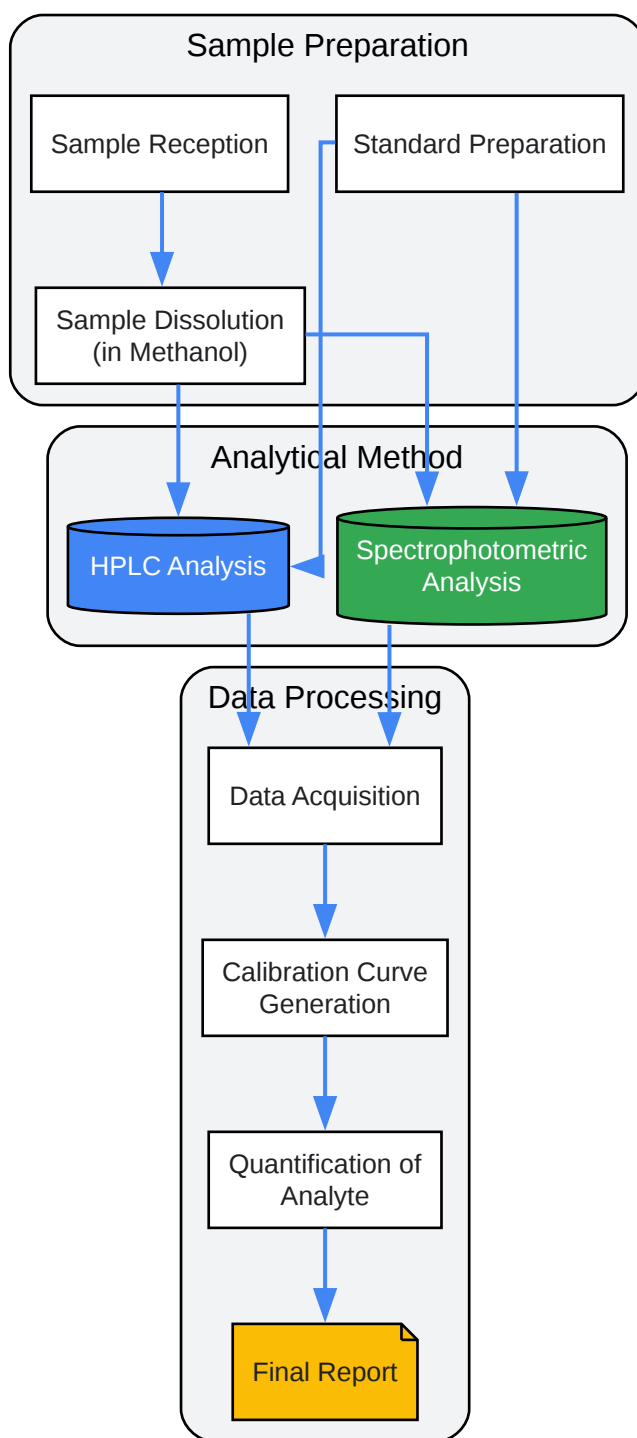 Sample Preparation
Sample Reception
Standard Preparation
Sample Dissolution
(in Methanol)
Analytical Method
HPLC Analysis
Spectrophotometric
Analysis
Data Processing
Data Acquisition
Calibration Curve
Generation
Quantification of
Analyte
Final Report